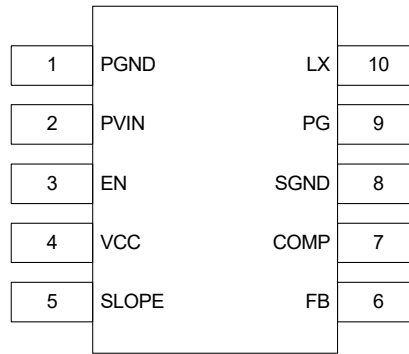 1 PGND LX 10
2 PVIN PG 9
3 EN SGND 8
4 VCC COMP 7
5 SLOPE FB 6